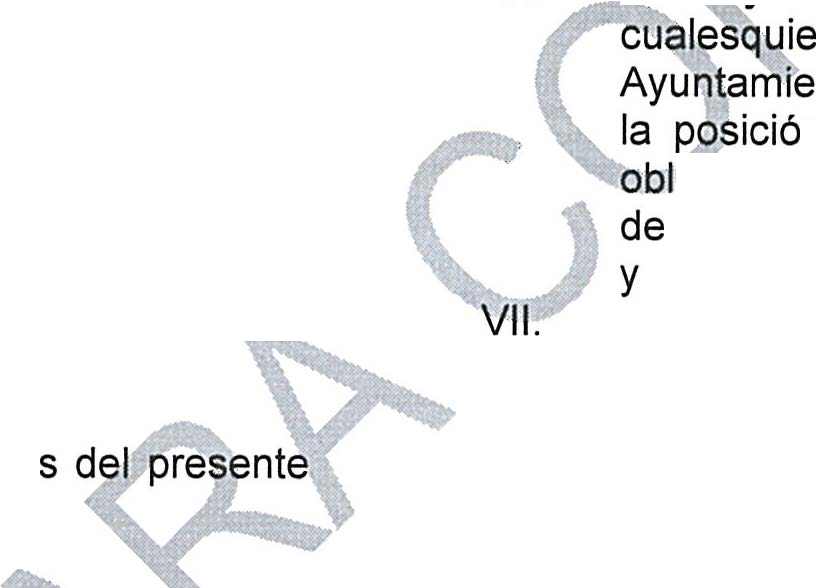 cualesquie
Ayuntamie
la posició
obl
de
y
VII.
s del presente